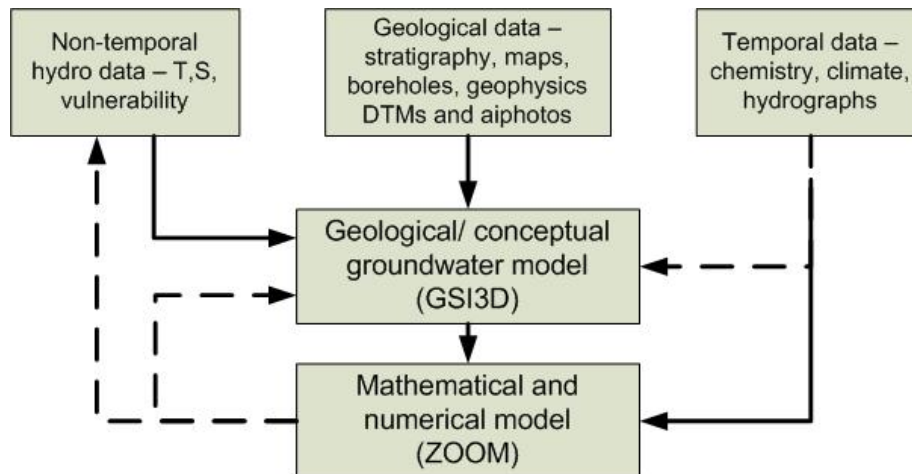 Non-temporal
hydro data – T,S,
vulnerability
Geological data –
stratigraphy, maps,
boreholes, geophysics
DTMs and aiphotos
Temporal data –
chemistry, climate,
hydrographs
Geological/ conceptual
groundwater model
(GSI3D)
Mathematical and
numerical model
(ZOOM)